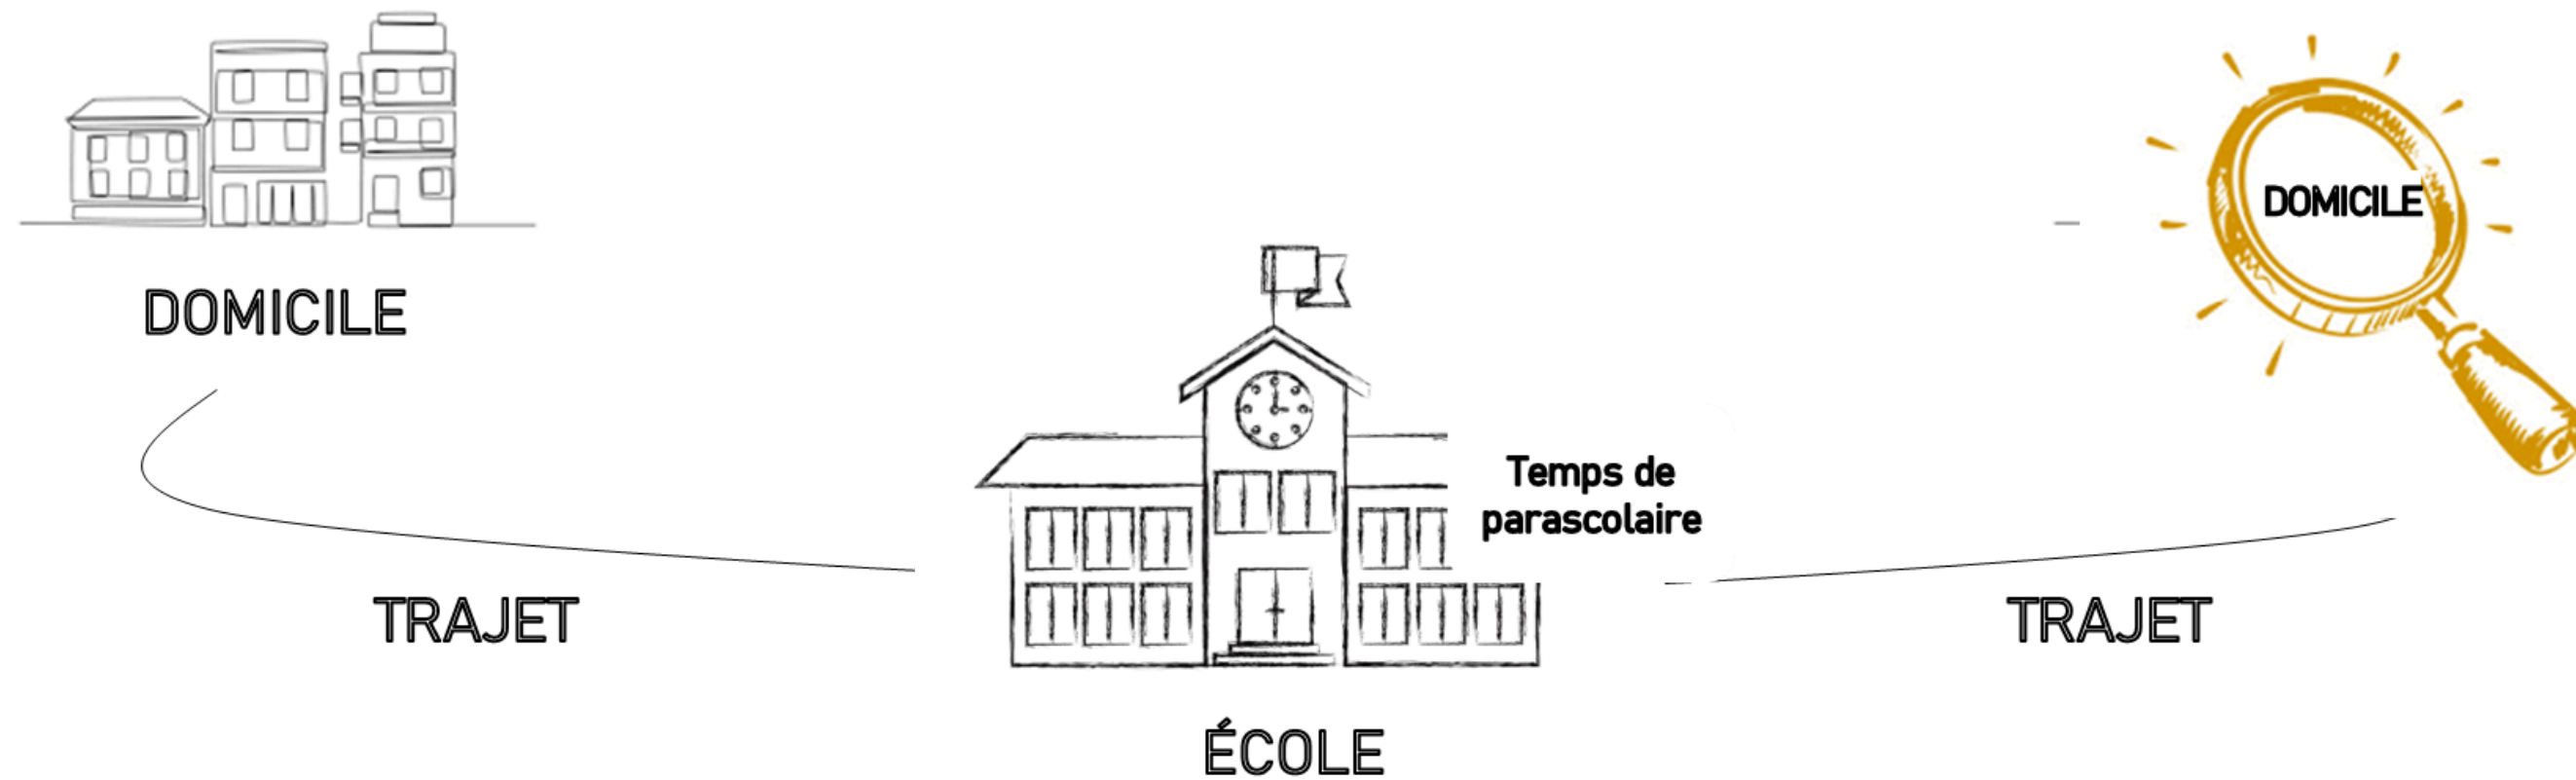 DOMICILE
DOMICILE
Temps de
parascolaire
TRAJET
TRAJET
ÉCOLE